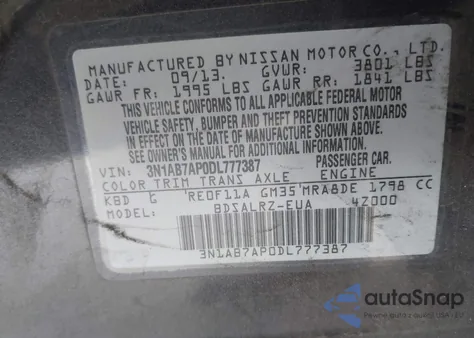 MANUFACTURED BY NISSAN MOTOR CO., LTD.
DATE: 09/13. GVWR: 3801 LBS
GAWR FR: 1995 LBS GAWR RR: 1841 LBS
THIS VEHICLE CONFORMS TO ALL APPLICABLE FEDERAL MOTOR
VEHICLE SAFETY, BUMPER AND THEFT PREVENTION STANDARDS
IN EFFECT ON THE DATE OF MANUFACTURE SHOWN ABOVE.
SEE OWNER'S MANUAL FOR ADDITIONAL INFORMATION.
VIN: 3N1AB7AP0DL777387 PASSENGER CAR
COLOR TRIM TRANS AXLE ENGINE
KBD G RE0F11A GM35 MRA8DE 1798 CC
MODEL: BDSALRZ-EUA 4Z000
3N1AB7AP0DL777387
autoSnap